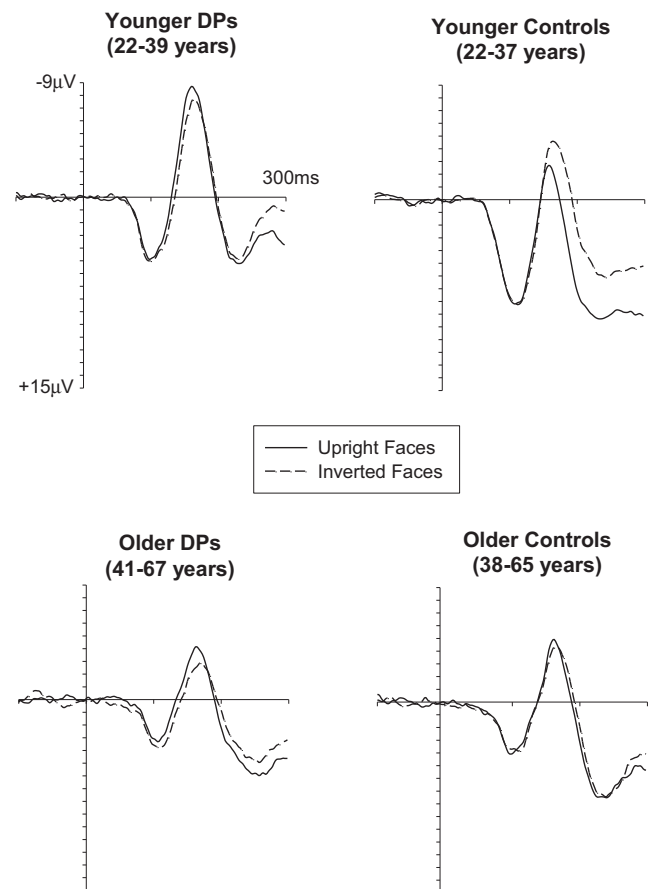 Younger DPs
(22-39 years)
Younger Controls
(22-37 years)
-9μV
300ms
+15μV
Upright Faces
Inverted Faces
Older DPs
(41-67 years)
Older Controls
(38-65 years)